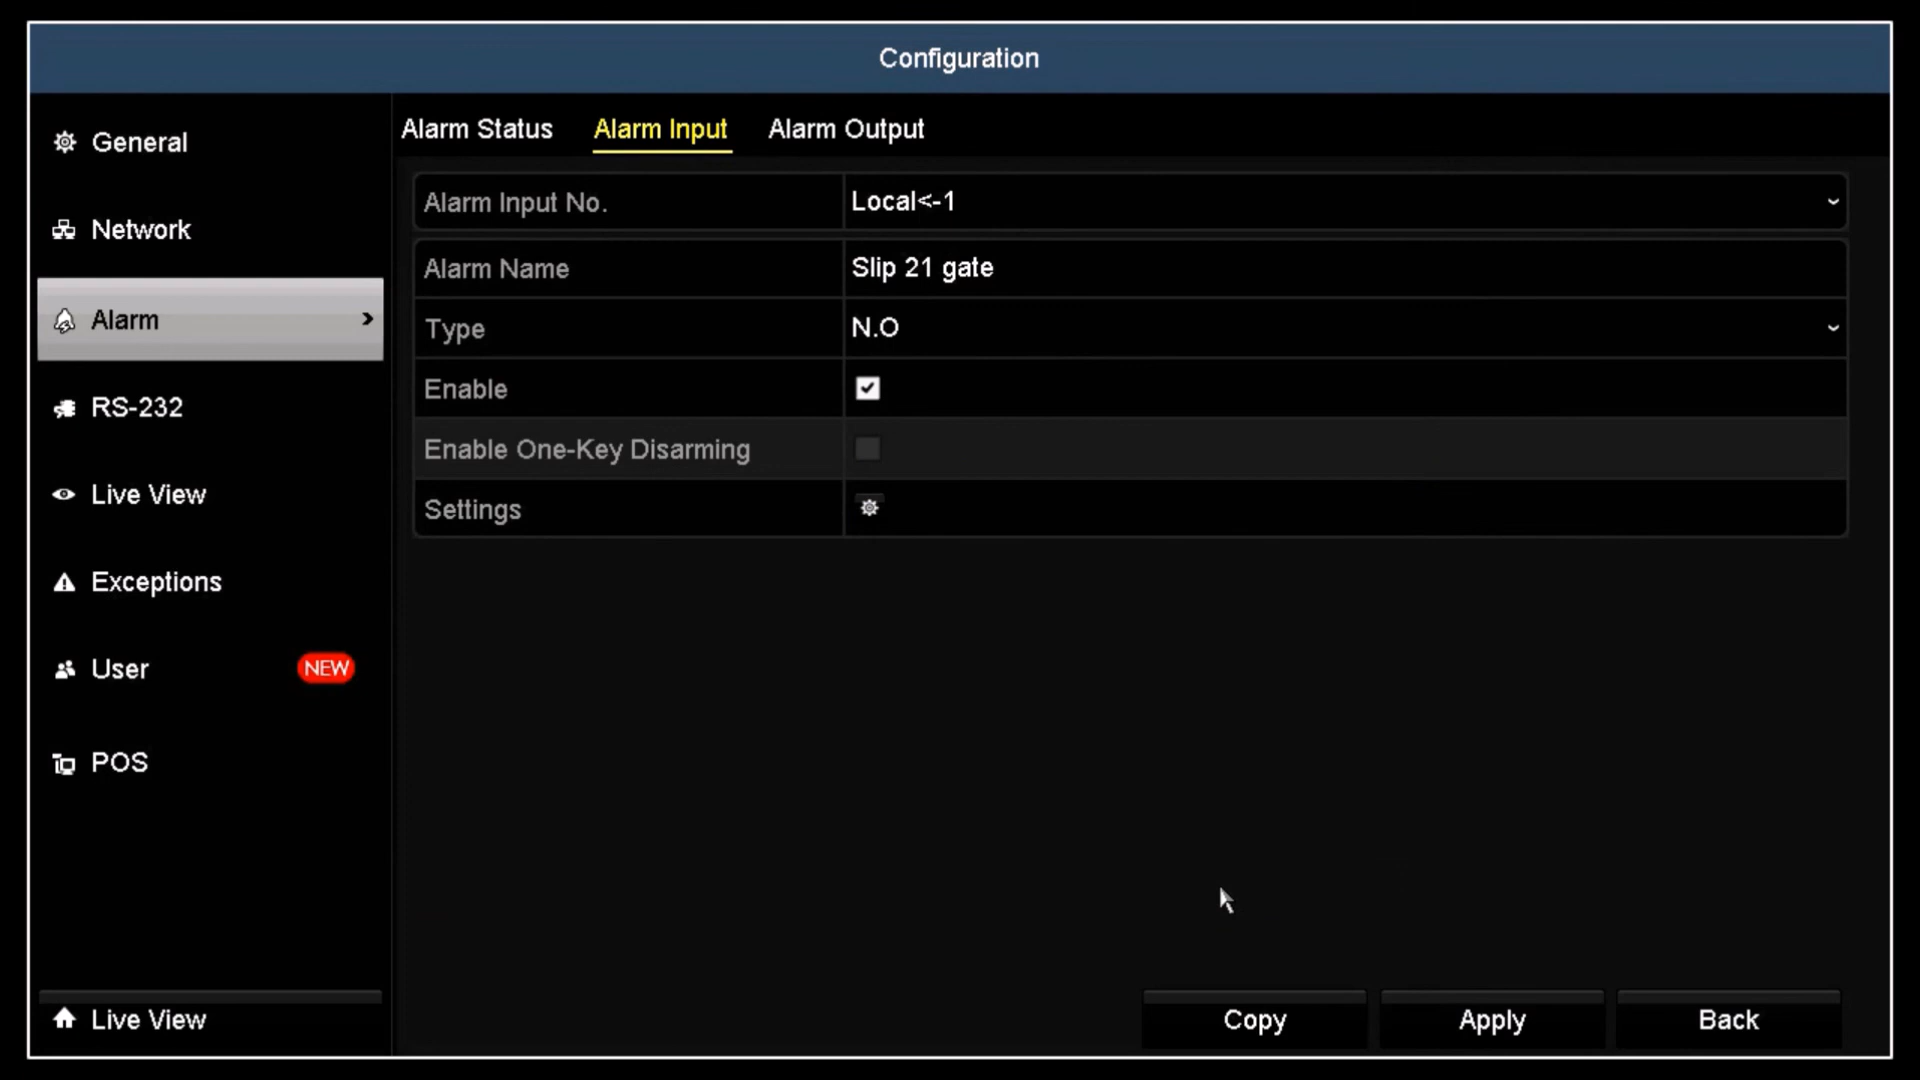 Configuration
General
Network
Alarm
RS-232
Live View
Exceptions
User NEW
POS
Live View
Alarm Status Alarm Input Alarm Output
Alarm Input No. Local<-1
Alarm Name Slip 21 gate
Type N.O
Enable
Enable One-Key Disarming
Settings
Copy Apply Back